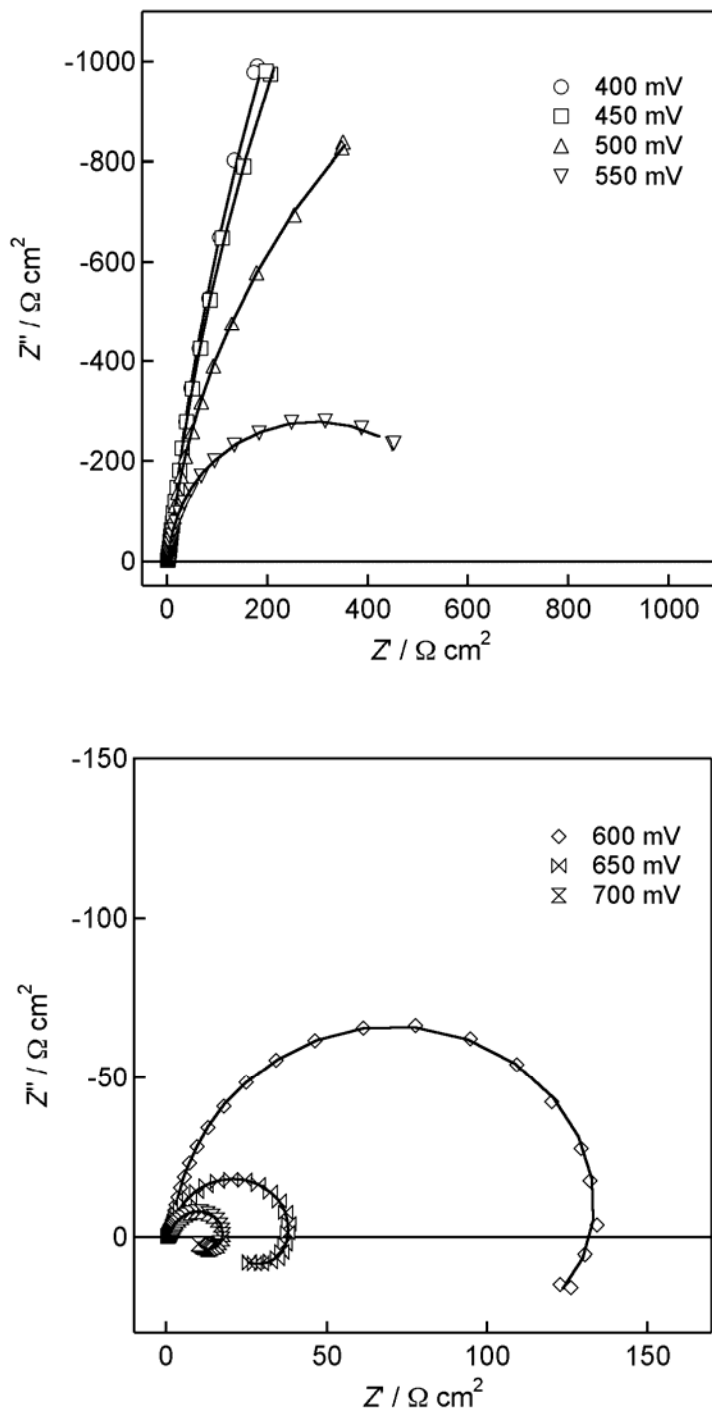 -1000
-800
-600
-400
-200
0
Z'' / Ω cm²
400 mV
450 mV
500 mV
550 mV
0 200 400 600 800 1000
Z' / Ω cm²
-150
-100
-50
0
Z'' / Ω cm²
600 mV
650 mV
700 mV
0 50 100 150
Z' / Ω cm²